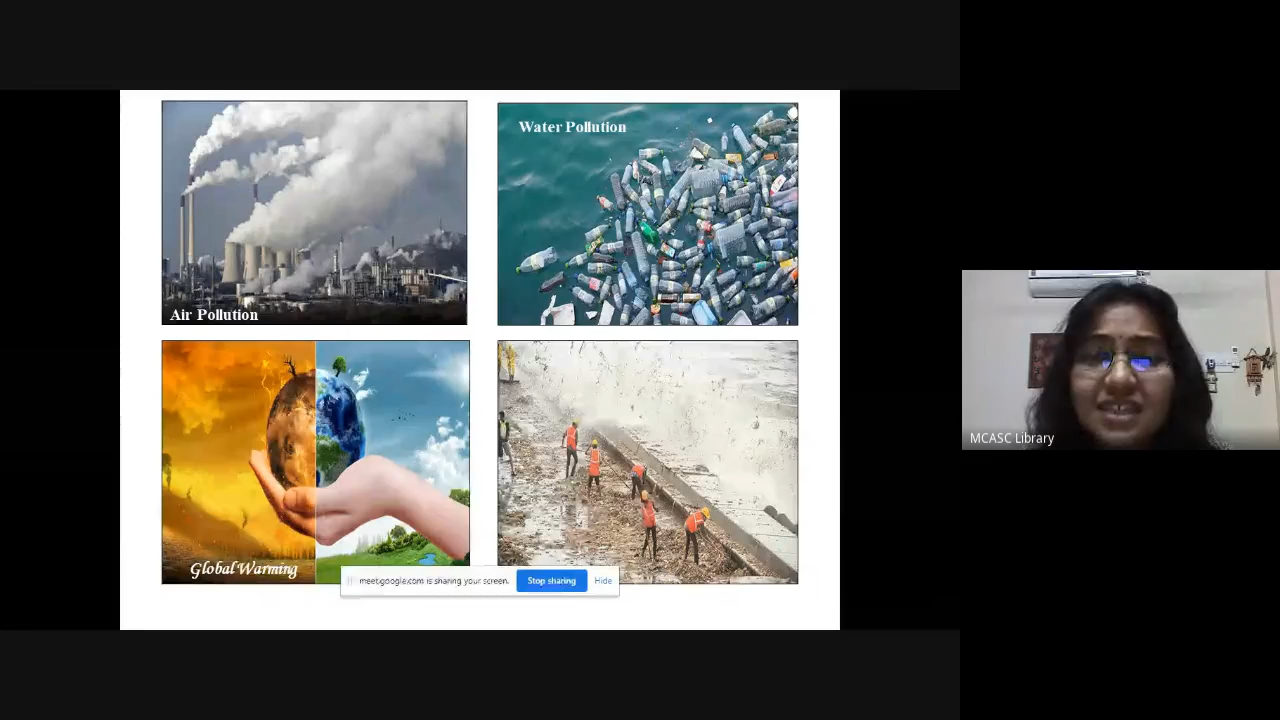 Water Pollution
Air Pollution
Global Warming
meet.google.com is sharing your screen.
Stop sharing
Hide
MCASC Library